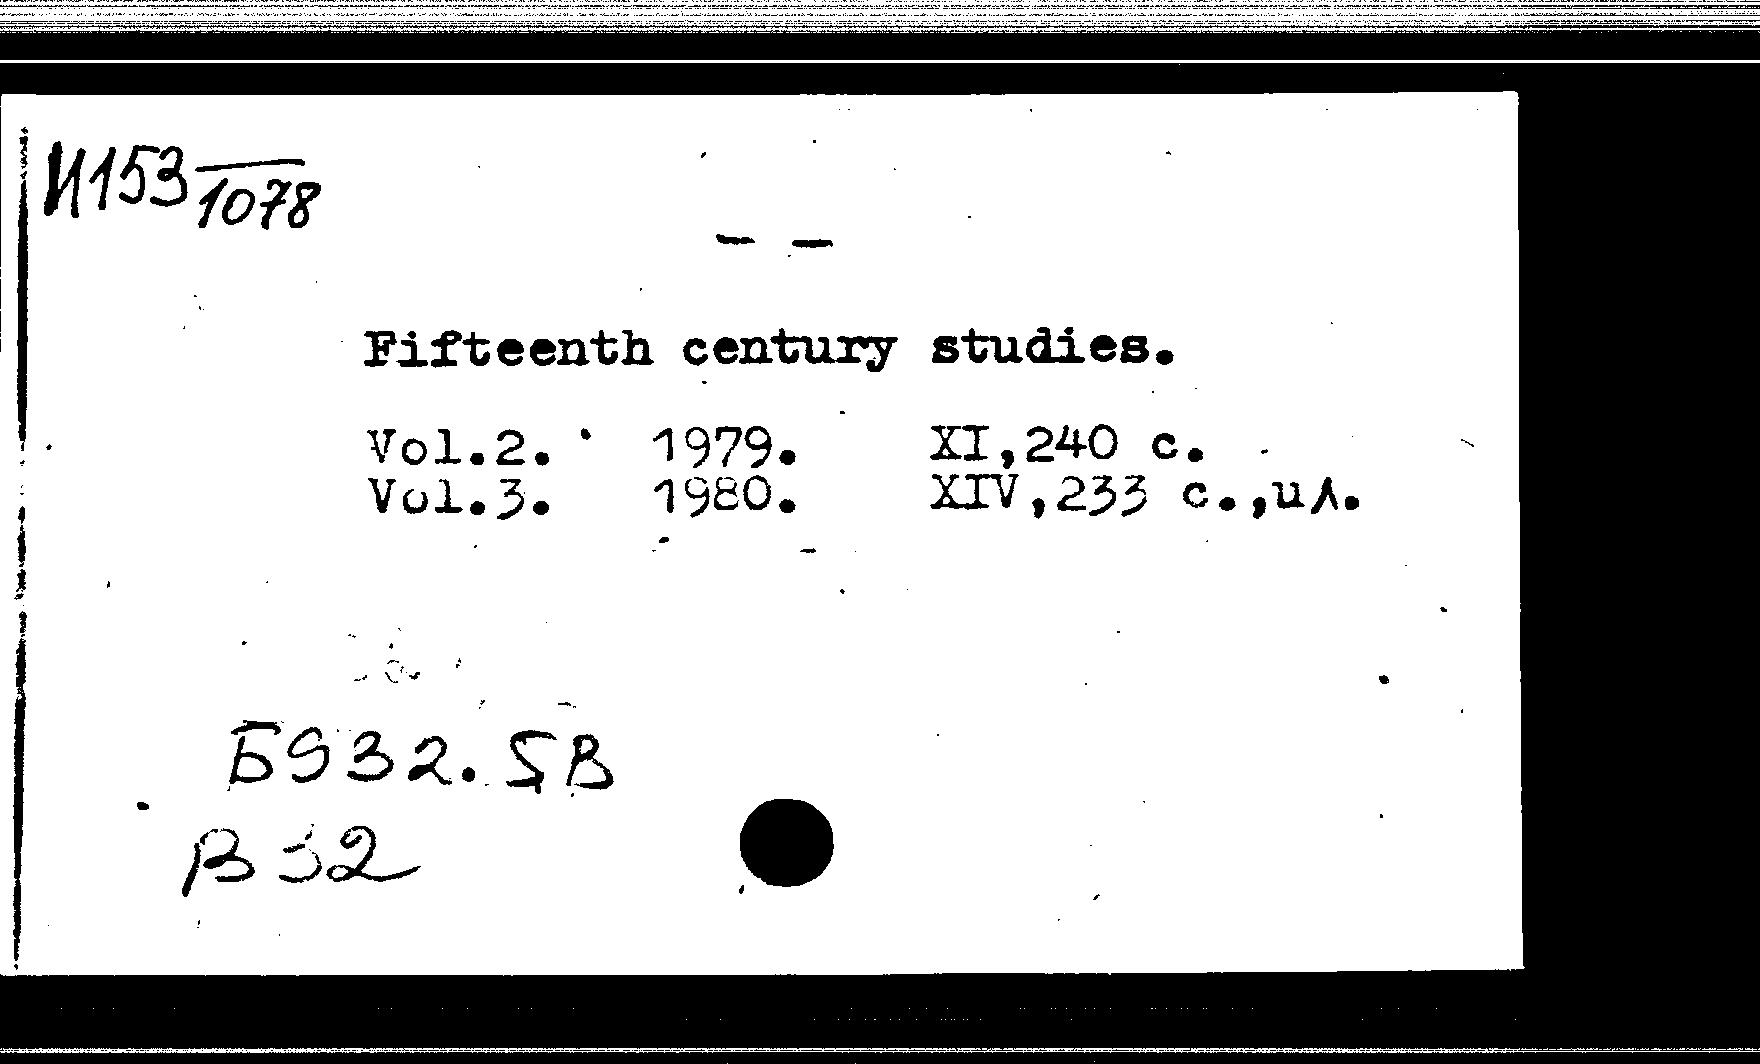 И153/1078
— —
Fifteenth century studies.
Vol.2. 1979. XI,240 с.
Vol.3. 1980. XIV,233 с.,ил.
Б932.5В
В32